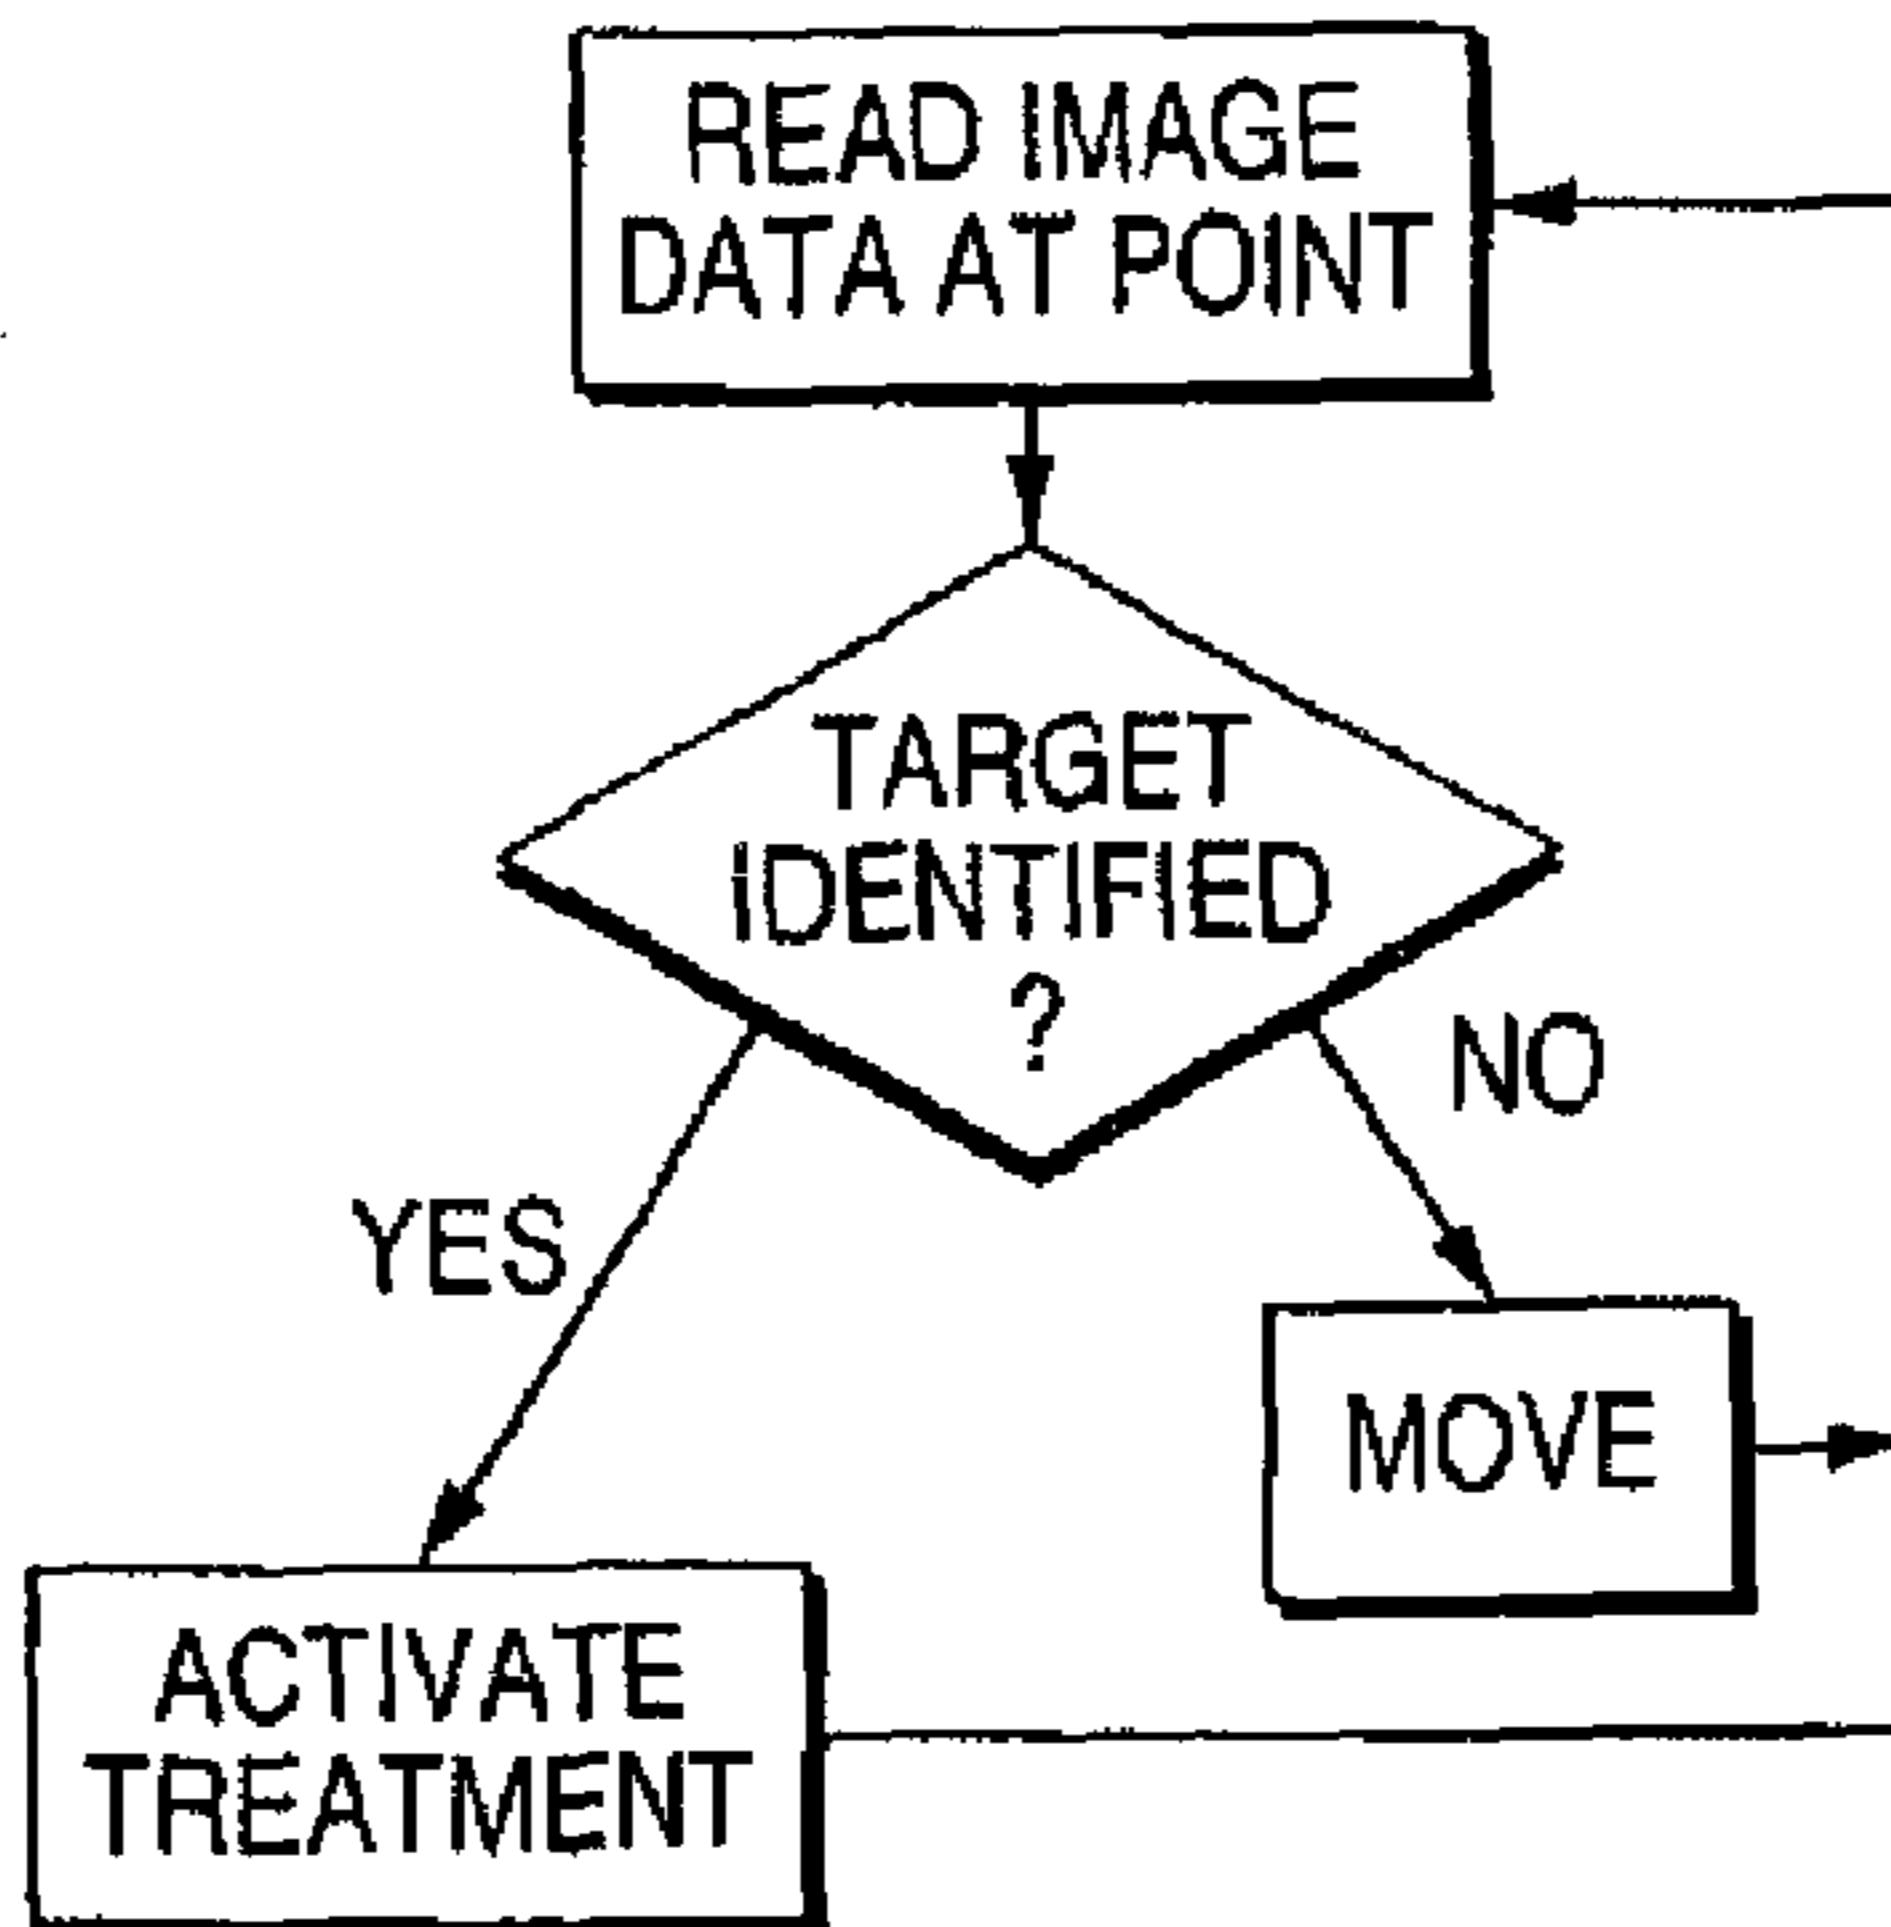 READ IMAGE
DATA AT POINT
TARGET
IDENTIFIED
?
NO
YES
MOVE
ACTIVATE
TREATMENT